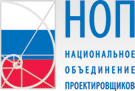 НОП
НАЦИОНАЛЬНОЕ
ОБЪЕДИНЕНИЕ
ПРОЕКТИРОВЩИКОВ